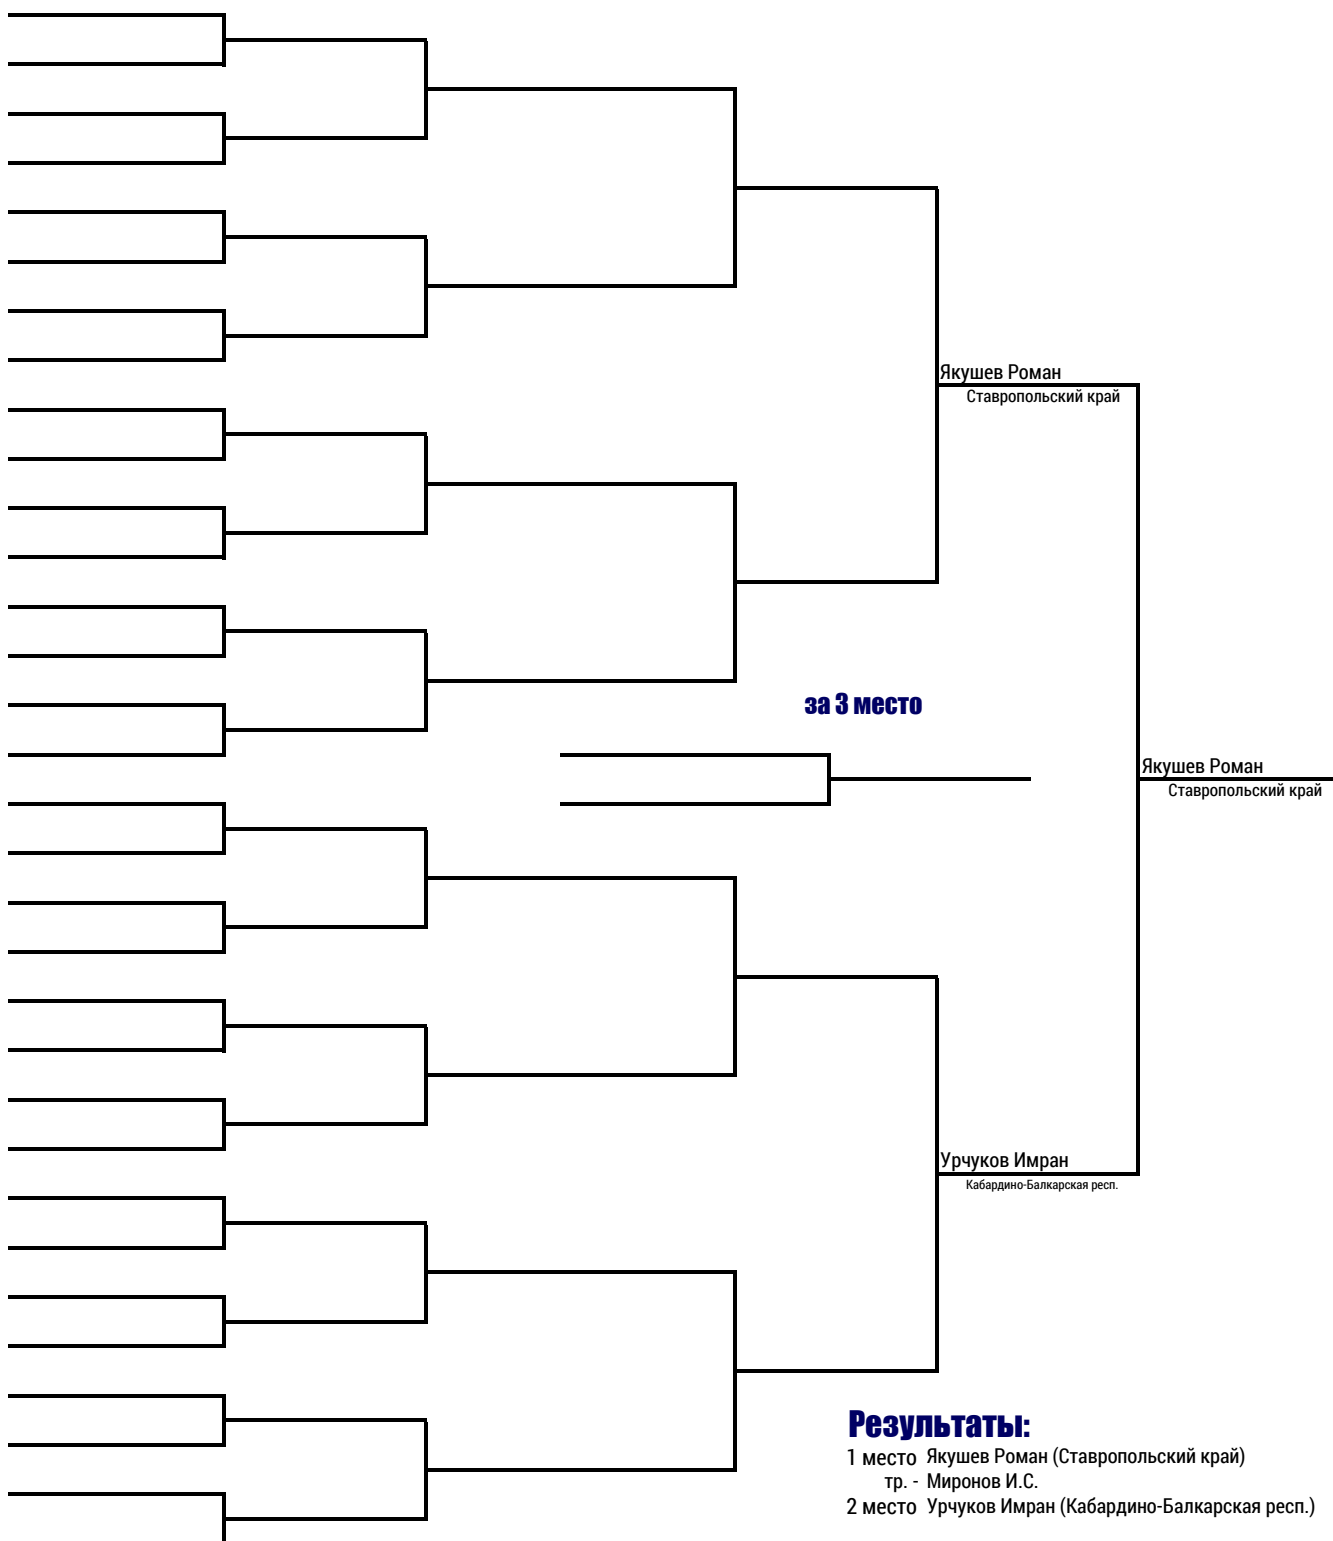 Якушев Роман
Ставропольский край
за 3 место
Якушев Роман
Ставропольский край
Урчуков Имран
Кабардино-Балкарская респ.
Результаты:
1 место Якушев Роман (Ставропольский край)
тр. - Миронов И.С.
2 место Урчуков Имран (Кабардино-Балкарская респ.)